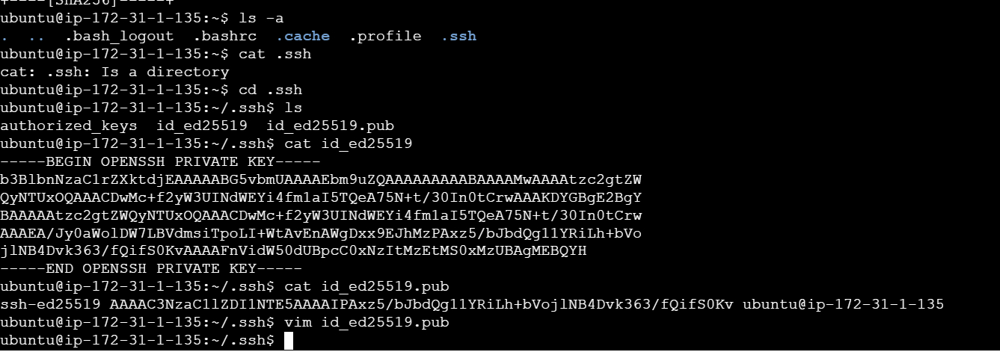 +----[SHA256]-----+
ubuntu@ip-172-31-1-135:~$ ls -a
.  ..  .bash_logout  .bashrc  .cache  .profile  .ssh
ubuntu@ip-172-31-1-135:~$ cat .ssh
cat: .ssh: Is a directory
ubuntu@ip-172-31-1-135:~$ cd .ssh
ubuntu@ip-172-31-1-135:~/.ssh$ ls
authorized_keys  id_ed25519  id_ed25519.pub
ubuntu@ip-172-31-1-135:~/.ssh$ cat id_ed25519
-----BEGIN OPENSSH PRIVATE KEY-----
b3BlbnNzaC1rZXktdjEAAAAABG5vbmUAAAAEbm9uZQAAAAAAAAABAAAAMwAAAAtzc2gtZW
QyNTUxOQAAACDwMc+f2yW3UINdWEYi4fm1aI5TQeA75N+t/30In0tCrwAAAKDYGBgE2BgY
BAAAAAtzc2gtZWQyNTUxOQAAACDwMc+f2yW3UINdWEYi4fm1aI5TQeA75N+t/30In0tCrw
AAAEA/Jy0aWolDW7LBVdmsiTpoLI+WtAvEnAWgDxx9EJhMzPAxz5/bJbdQg11YRiLh+bVo
jlNB4Dvk363/fQifS0KvAAAAFnVidW50dUBpcC0xNzItMzEtMS0xMzUBAgMEBQYH
-----END OPENSSH PRIVATE KEY-----
ubuntu@ip-172-31-1-135:~/.ssh$ cat id_ed25519.pub
ssh-ed25519 AAAAC3NzaC1lZDI1NTE5AAAAIPAxz5/bJbdQg11YRiLh+bVojlNB4Dvk363/fQifS0Kv ubuntu@ip-172-31-1-135
ubuntu@ip-172-31-1-135:~/.ssh$ vim id_ed25519.pub
ubuntu@ip-172-31-1-135:~/.ssh$